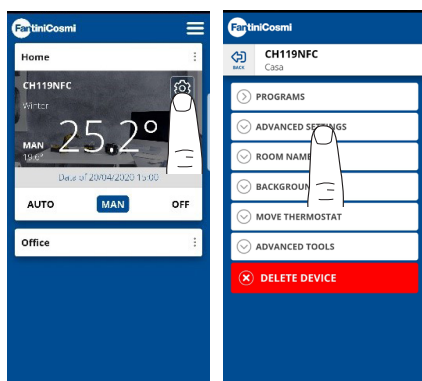 FantiniCosmi
Home
CH119NFC
Winter
25.2°
MAN
19.6°
Data of 20/04/2020 15:00
AUTO MAN OFF
Office
FantiniCosmi
BACK
CH119NFC
Casa
PROGRAMS
ADVANCED SETTINGS
ROOM NAME
BACKGROUN
MOVE THERMOSTAT
ADVANCED TOOLS
DELETE DEVICE